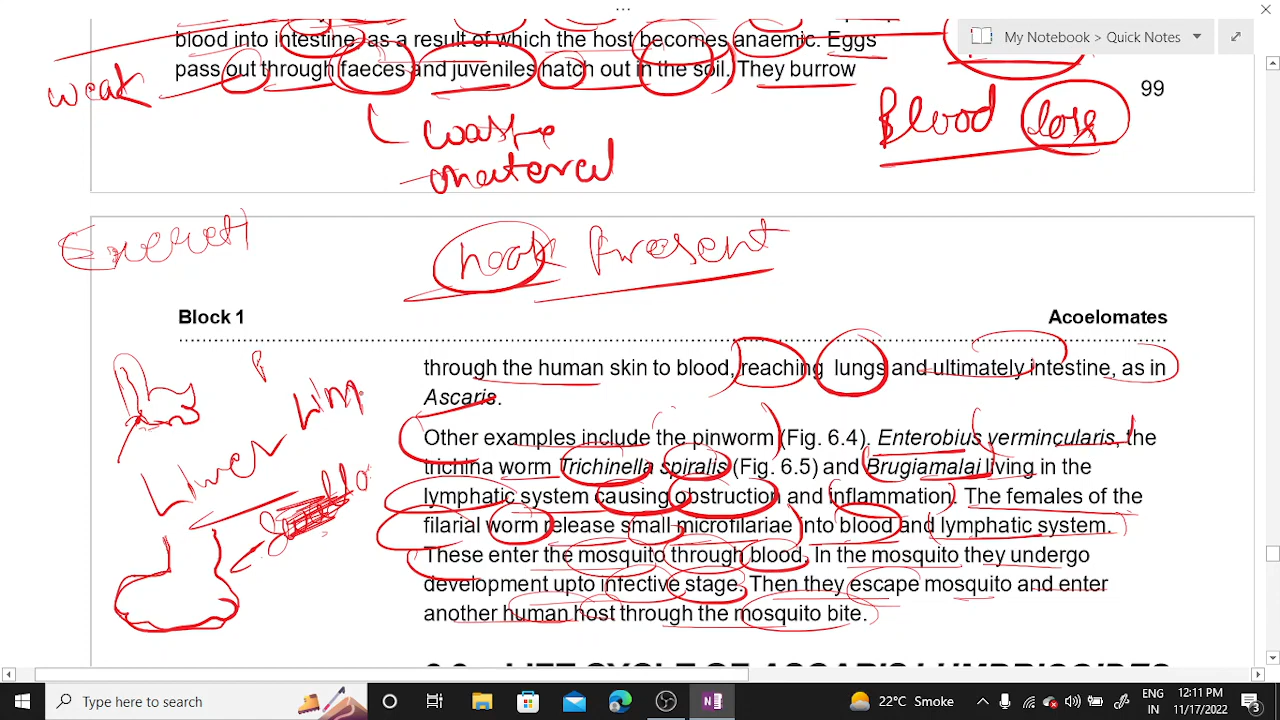 ...
My Notebook > Quick Notes
blood into intestine as a result of which the host becomes anaemic. Eggs
pass out through faeces and juveniles hatch out in the soil. They burrow
99
weak
Blood loss
waste
material
hook Present
Block 1
Acoelomates
through the human skin to blood, reaching lungs and ultimately intestine, as in
Ascaris.
Other examples include the pinworm (Fig. 6.4). Enterobius vermincularis, the
trichina worm Trichinella spiralis (Fig. 6.5) and Brugiamalai living in the
lymphatic system causing obstruction and inflammation. The females of the
filarial worm release small microfilariae into blood and lymphatic system.
These enter the mosquito through blood. In the mosquito they undergo
development upto infective stage. Then they escape mosquito and enter
another human host through the mosquito bite.
Liver
LIFE CYCLE OF ASCARIS LUMBRICOIDES
Type here to search
22°C Smoke
ENG
IN
12:11 PM
11/17/2022
3